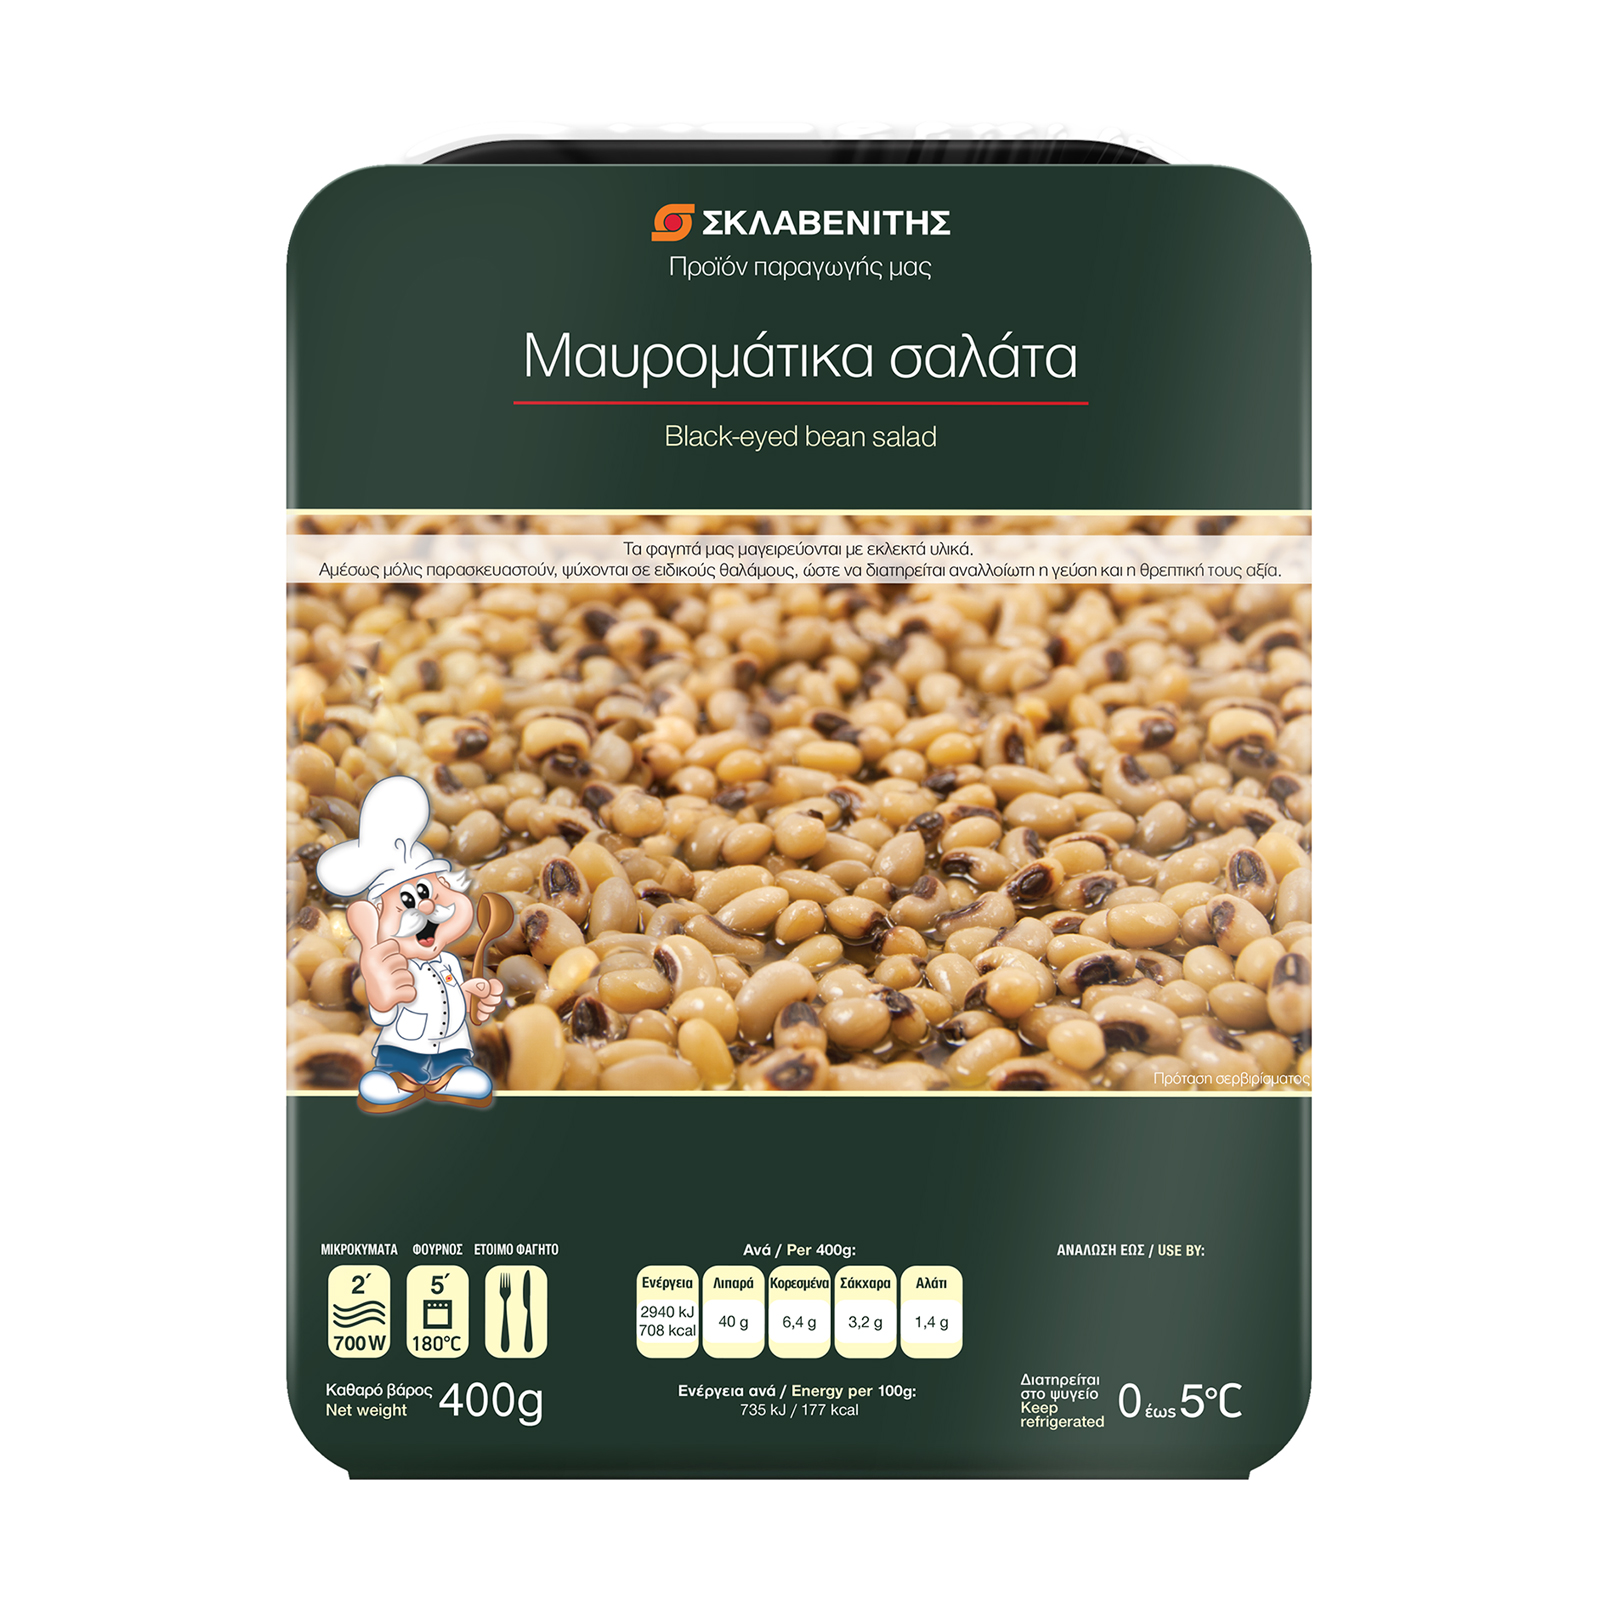 ΣΚΛΑΒΕΝΙΤΗΣ
Προϊόν παραγωγής μας
Μαυρομάτικα σαλάτα
Black-eyed bean salad
Τα φαγητά μας μαγειρεύονται με εκλεκτά υλικά.
Αμέσως μόλις παρασκευαστούν, ψύχονται σε ειδικούς θαλάμους, ώστε να διατηρείται αναλλοίωτη η γεύση και η θρεπτική τους αξία.
Πρόταση σερβιρίσματος
ΜΙΚΡΟΚΥΜΑΤΑ ΦΟΥΡΝΟΣ ΕΤΟΙΜΟ ΦΑΓΗΤΟ
2΄ 5΄
700W 180°C
Καθαρό βάρος
Net weight
400g
Ανά / Per 400g:
Ενέργεια Λιπαρά Κορεσμένα Σάκχαρα Αλάτι
2940 kJ
708 kcal
40 g 6,4 g 3,2 g 1,4 g
Ενέργεια ανά / Energy per 100g:
735 kJ / 177 kcal
ΑΝΑΛΩΣΗ ΕΩΣ / USE BY:
Διατηρείται
στο ψυγείο
Keep
refrigerated
0 έως 5°C